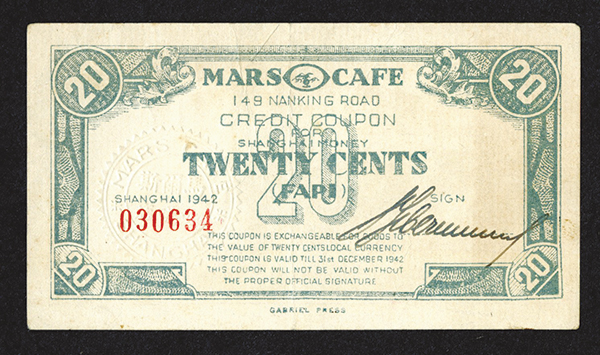 20 20
MARS CAFE
149 NANKING ROAD
CREDIT COUPON
FOR
SHANGHAI MONEY
20
TWENTY CENTS
(FAPI)
MARS
SHANGHAI 1942
SIGN
030634
THIS COUPON IS EXCHANGEABLE FOR GOODS TO
THE VALUE OF TWENTY CENTS LOCAL CURRENCY
THIS COUPON IS VALID TILL 31st DECEMBER 1942
THIS COUPON WILL NOT BE VALID WITHOUT
THE PROPER OFFICIAL SIGNATURE
20 20
GABRIEL PRESS